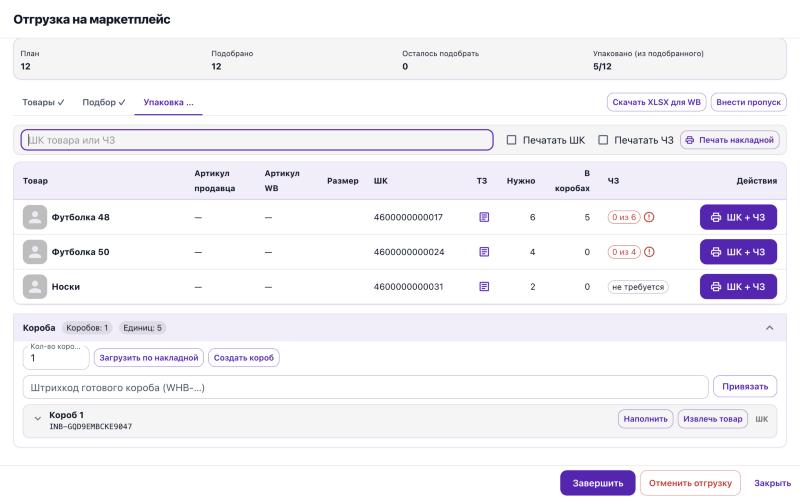 Отгрузка на маркетплейс
План Подобрано Осталось подобрать Упаковано (из подобранного)
12 12 0 5/12
Товары ✓ Подбор ✓ Упаковка ... Скачать XLSX для WB Внести пропуск
ШК товара или ЧЗ Печатать ШК Печатать ЧЗ Печать накладной
Товар Артикул продавца Артикул WB Размер ШК ТЗ Нужно В коробах ЧЗ Действия
Футболка 48 — — 4600000000017 6 5 0 из 6 ШК + ЧЗ
Футболка 50 — — 4600000000024 4 0 0 из 4 ШК + ЧЗ
Носки — — 4600000000031 2 0 не требуется ШК + ЧЗ
Короба Коробов: 1 Единиц: 5
Кол-во коро...
1 Загрузить по накладной Создать короб
Штрихкод готового короба (WHB-...) Привязать
Короб 1 Наполнить Извлечь товар ШК
INB-GQD9EMBCKE9047
Завершить Отменить отгрузку Закрыть